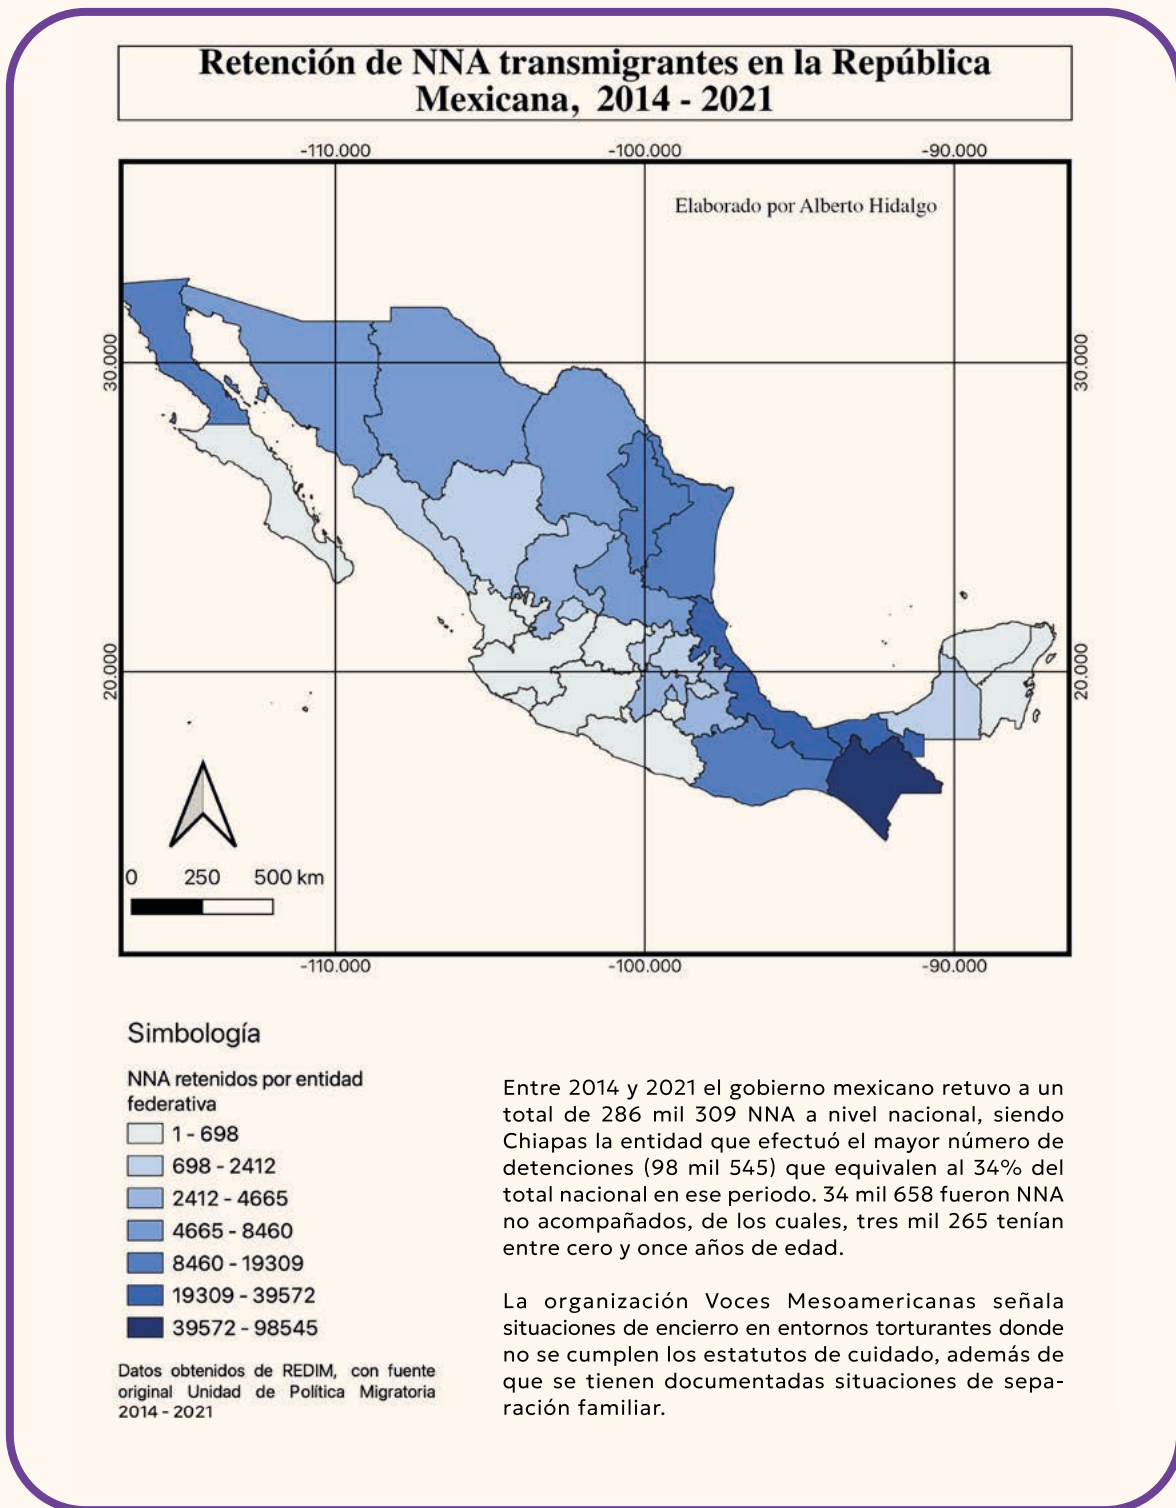 Retención de NNA transmigrantes en la República
Mexicana, 2014 - 2021
-110.000 -100.000 -90.000
Elaborado por Alberto Hidalgo
30.000 30.000
20.000 20.000
0 250 500 km
-110.000 -100.000 -90.000
Simbología
NNA retenidos por entidad
federativa
1 - 698
698 - 2412
2412 - 4665
4665 - 8460
8460 - 19309
19309 - 39572
39572 - 98545
Datos obtenidos de REDIM, con fuente
original Unidad de Política Migratoria
2014 - 2021
Entre 2014 y 2021 el gobierno mexicano retuvo a un
total de 286 mil 309 NNA a nivel nacional, siendo
Chiapas la entidad que efectuó el mayor número de
detenciones (98 mil 545) que equivalen al 34% del
total nacional en ese periodo. 34 mil 658 fueron NNA
no acompañados, de los cuales, tres mil 265 tenían
entre cero y once años de edad.
La organización Voces Mesoamericanas señala
situaciones de encierro en entornos torturantes donde
no se cumplen los estatutos de cuidado, además de
que se tienen documentadas situaciones de sepa-
ración familiar.